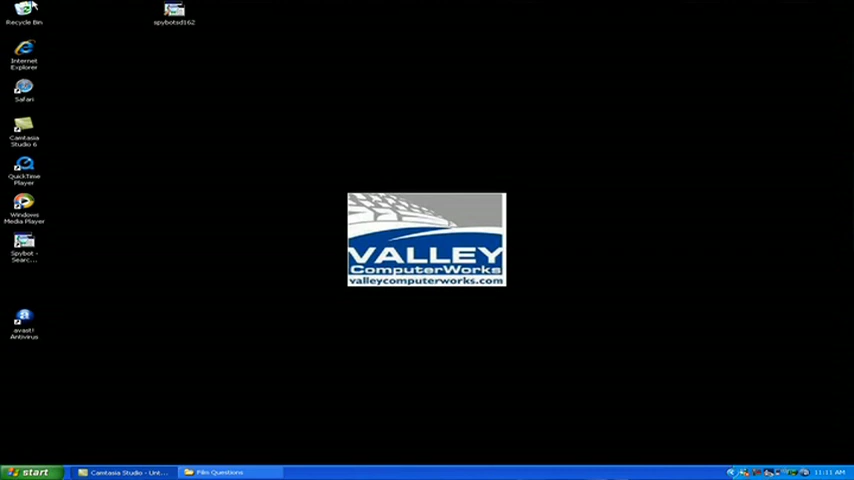 Recycle Bin
spybotsd162
Internet
Explorer
Safari
Camtasia
Studio 6
QuickTime
Player
Windows
Media Player
Spybot -
Searc...
avast!
Antivirus
VALLEY
ComputerWorks
valleycomputerworks.com
start
Camtasia Studio - Unt...
Film Questions
11:11 AM